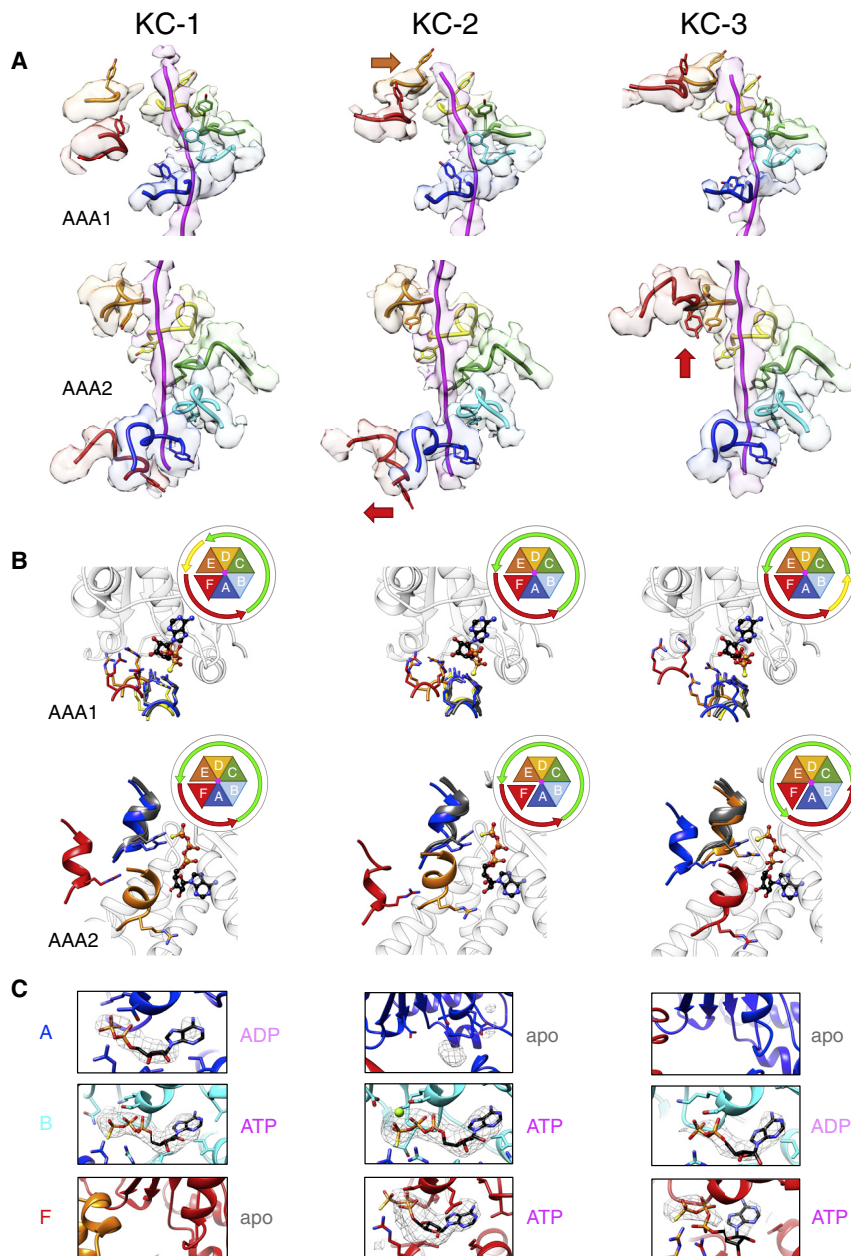 KC-1 KC-2 KC-3
A
AAA1
AAA2
B
E D C F A B
E D C F A B
E D C F A B
AAA1
E D C F A B
E D C F A B
E D C F A B
AAA2
C
A ADP apo apo
B ATP ATP ADP
F apo ATP ATP